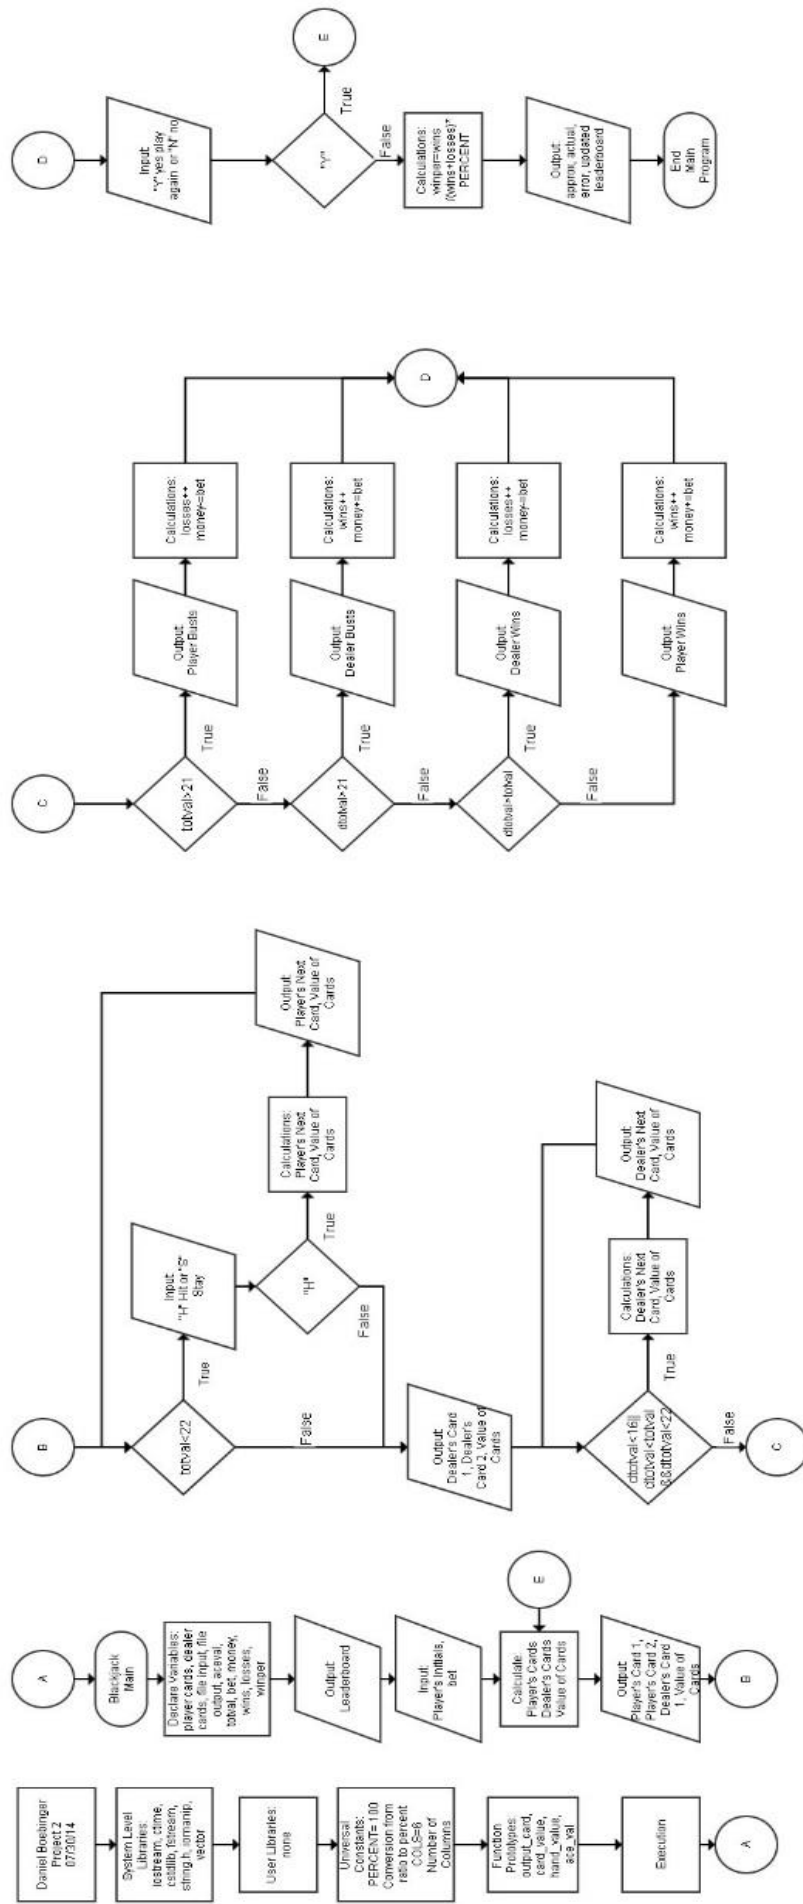 Daniel Boebinger
Project 2
07/30/14
System Level
Libraries:
iostream, ctime,
cstdlib, fstream,
string.h, iomanip,
vector
User Libraries:
none
Universal
Constants:
PERCENT= 100
Conversion from
ratio to percent
COLS=6
Number of
Columns
Function
Prototypes:
output_card,
card_value,
hand_value,
ace_val
Execution
A
A
Blackjack
Main
Declare Variables:
player cards, dealer
cards, file input, file
output, aceval,
totval, bet, money,
wins, losses,
winper
Output:
Leaderboard
Input:
Player's Initials,
bet
E
Calculate:
Player's Cards
Dealer's Cards
Value of Cards
Output:
Player's Card 1,
Player's Card 2,
Dealer's Card
1, Value of
Cards
B
B
totval<22
True
False
Input:
"H" Hit or "S"
Stay
"H"
True
False
Calculations:
Player's Next
Card, Value of
Cards
Output:
Player's Next
Card, Value of
Cards
Output:
Dealer's Card
1, Dealer's
Card 2, Value of
Cards
dtotval<16||
dtotval<totval
&&dtotval<22
True
False
Calculations:
Dealer's Next
Card, Value of
Cards
Output:
Dealer's Next
Card, Value of
Cards
C
C
totval>21
True
False
Output:
Player Busts
Calculations:
losses++
money-=bet
dtotval>21
True
False
Output:
Dealer Busts
Calculations:
wins++
money+=bet
dtotval>totval
True
False
Output:
Dealer Wins
Calculations:
losses++
money-=bet
Output:
Player Wins
Calculations:
wins++
money+=bet
D
D
Input:
"Y" yes play
again or "N" no
"Y"
True
False
E
Calculations:
winper=wins
/(wins+losses)*
PERCENT
Output:
approx, actual,
error, updated
leaderboard
End
Main
Program